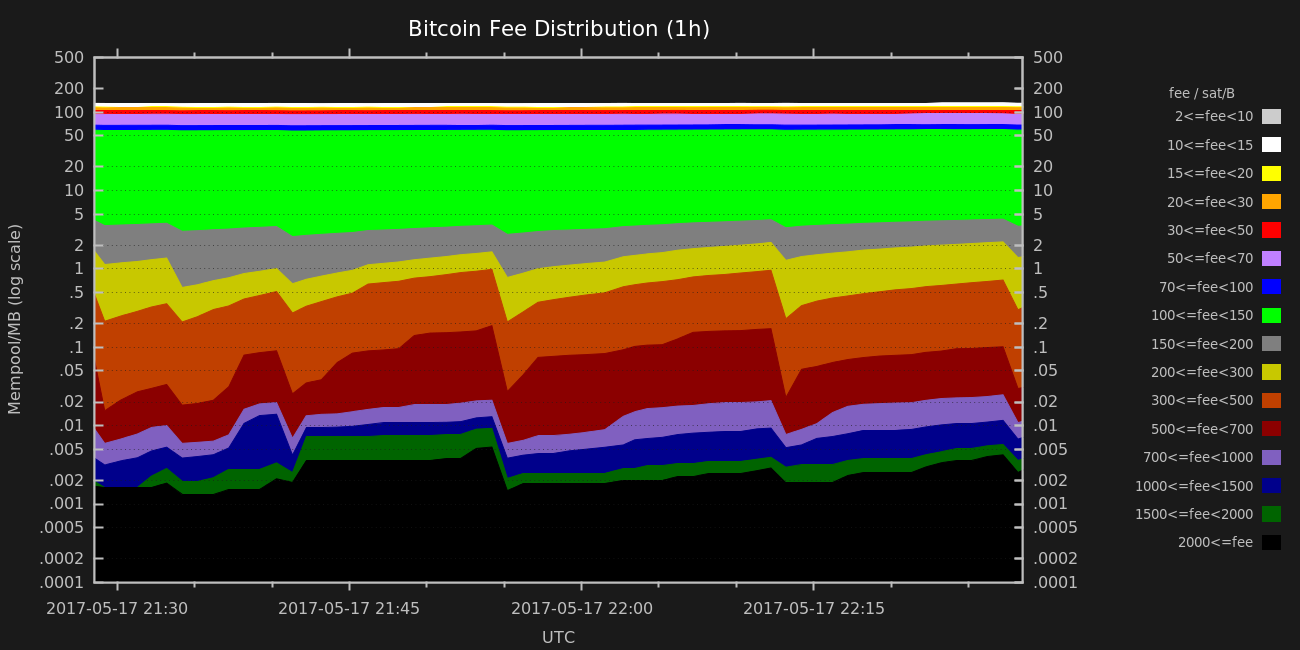 Bitcoin Fee Distribution (1h)
Mempool/MB (log scale)
500
200
100
50
20
10
5
2
1
.5
.2
.1
.05
.02
.01
.005
.002
.001
.0005
.0002
.0001
500
200
100
50
20
10
5
2
1
.5
.2
.1
.05
.02
.01
.005
.002
.001
.0005
.0002
.0001
2017-05-17 21:30
2017-05-17 21:45
2017-05-17 22:00
2017-05-17 22:15
UTC
fee / sat/B
2<=fee<10
10<=fee<15
15<=fee<20
20<=fee<30
30<=fee<50
50<=fee<70
70<=fee<100
100<=fee<150
150<=fee<200
200<=fee<300
300<=fee<500
500<=fee<700
700<=fee<1000
1000<=fee<1500
1500<=fee<2000
2000<=fee